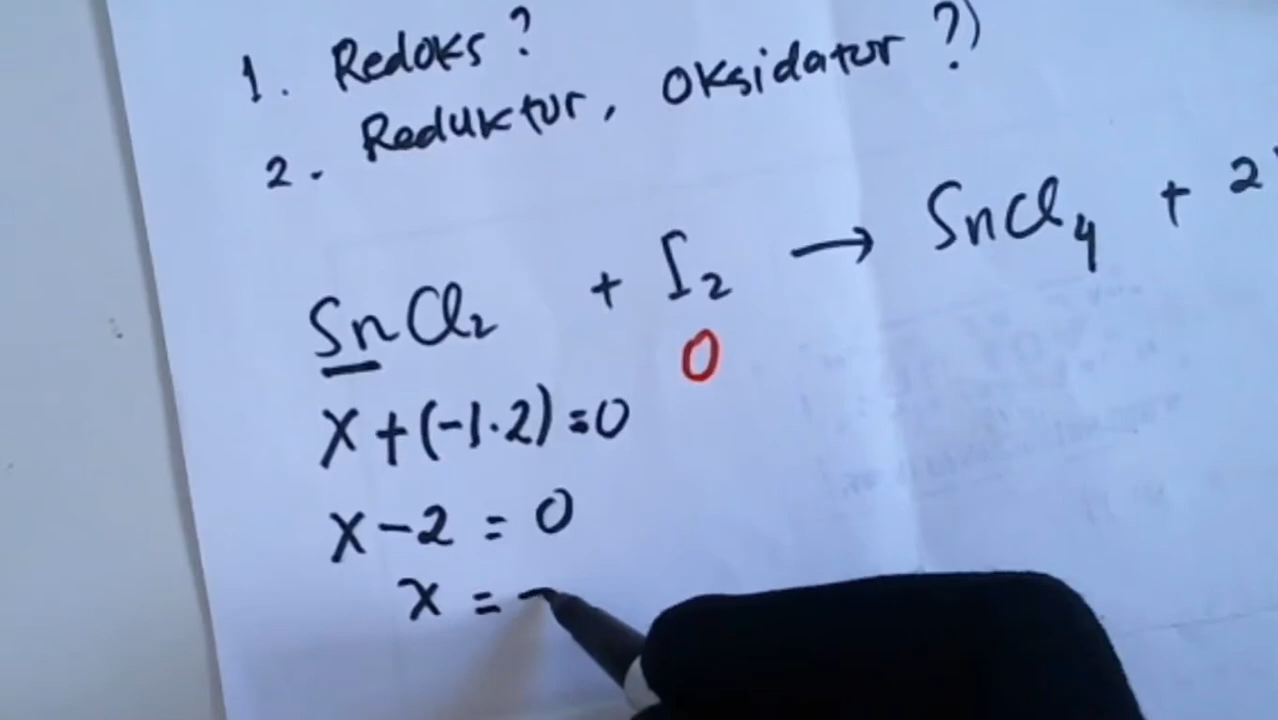 1. Redoks?
2. Reduktur, Oksidatur?)
SnCl₂ + I₂ → SnCl₄ + 2
0
x+(-1.2)=0
x-2 = 0
x =